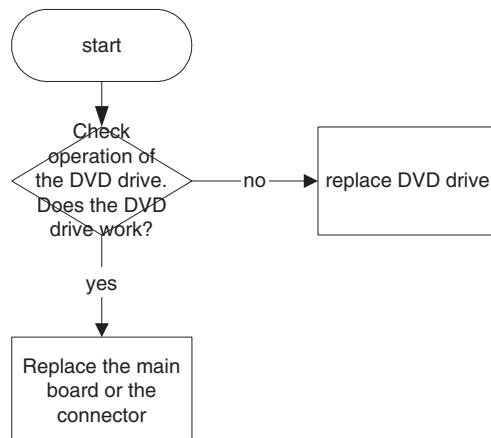 start
Check
operation of
the DVD drive.
Does the DVD
drive work?
no
replace DVD drive
yes
Replace the main
board or the
connector